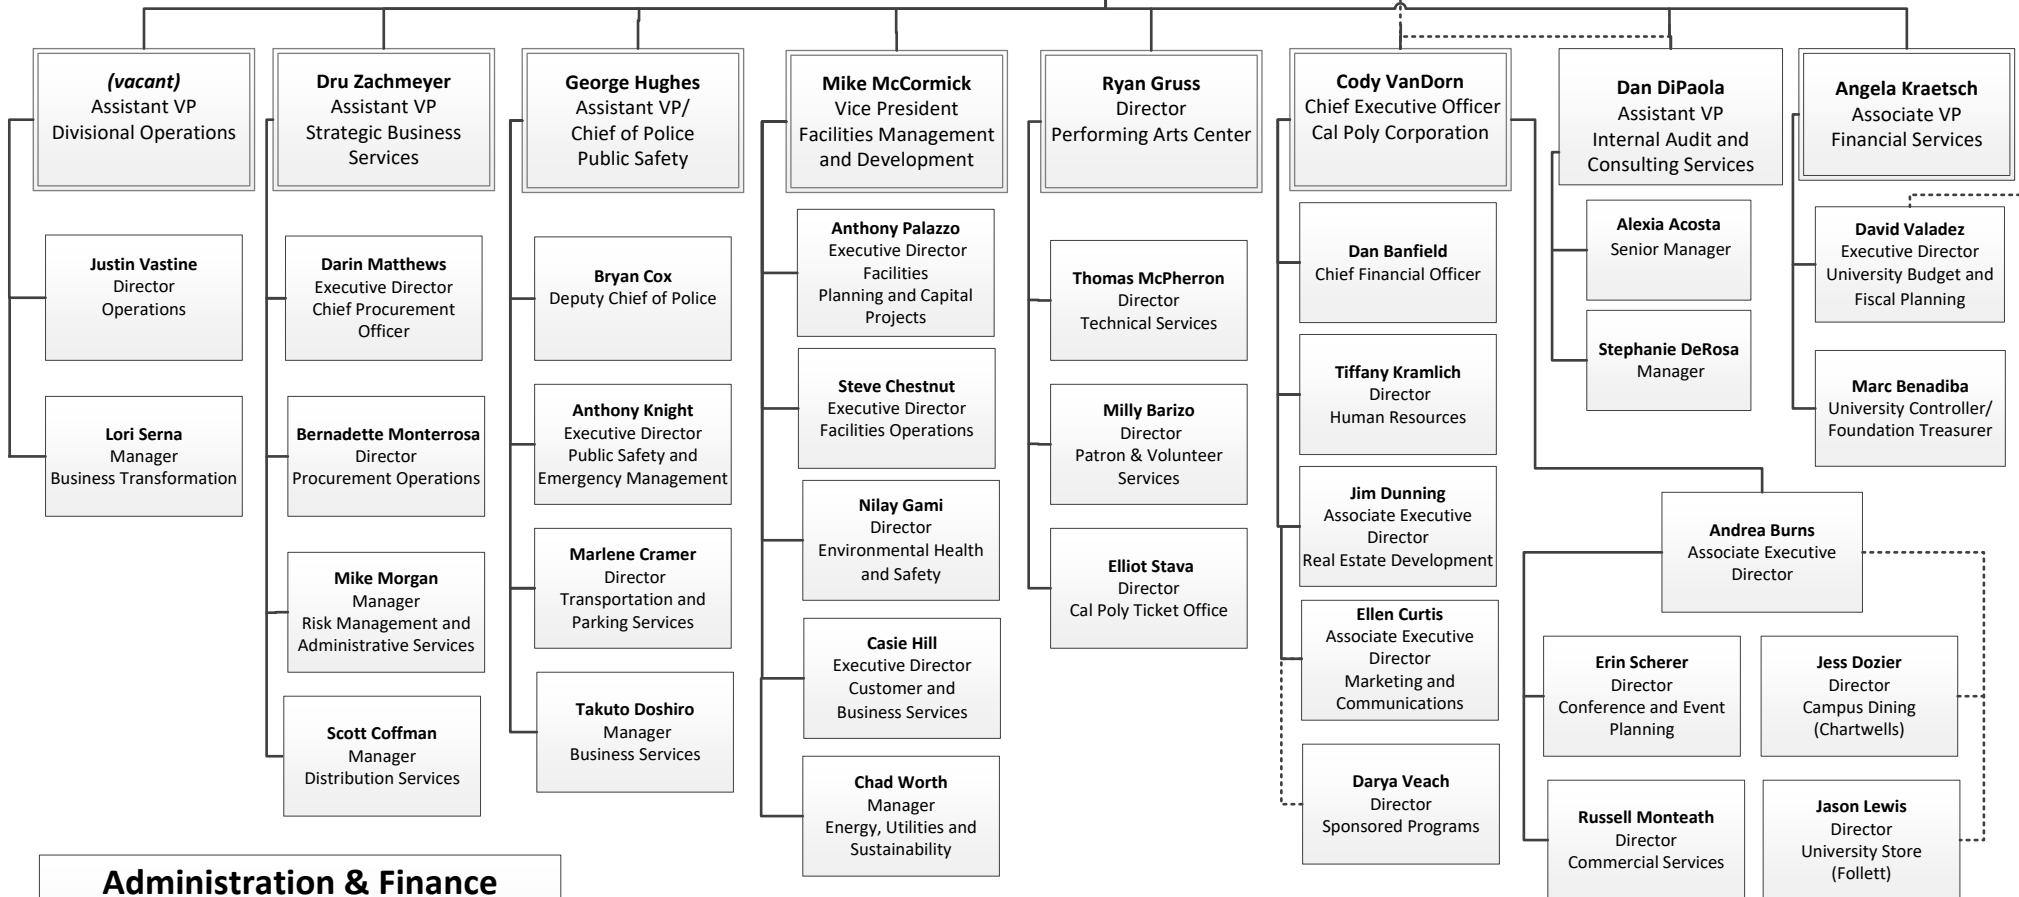 (vacant)
Assistant VP
Divisional Operations
Justin Vastine
Director
Operations
Lori Serna
Manager
Business Transformation
Dru Zachmeyer
Assistant VP
Strategic Business
Services
Darin Matthews
Executive Director
Chief Procurement
Officer
Bernadette Monterrosa
Director
Procurement Operations
Mike Morgan
Manager
Risk Management and
Administrative Services
Scott Coffman
Manager
Distribution Services
George Hughes
Assistant VP/
Chief of Police
Public Safety
Bryan Cox
Deputy Chief of Police
Anthony Knight
Executive Director
Public Safety and
Emergency Management
Marlene Cramer
Director
Transportation and
Parking Services
Takuto Doshiro
Manager
Business Services
Mike McCormick
Vice President
Facilities Management
and Development
Anthony Palazzo
Executive Director
Facilities
Planning and Capital
Projects
Steve Chestnut
Executive Director
Facilities Operations
Nilay Gami
Director
Environmental Health
and Safety
Casie Hill
Executive Director
Customer and
Business Services
Chad Worth
Manager
Energy, Utilities and
Sustainability
Ryan Gruss
Director
Performing Arts Center
Thomas McPherron
Director
Technical Services
Milly Barizo
Director
Patron & Volunteer
Services
Elliot Stava
Director
Cal Poly Ticket Office
Cody VanDorn
Chief Executive Officer
Cal Poly Corporation
Dan Banfield
Chief Financial Officer
Tiffany Kramlich
Director
Human Resources
Jim Dunning
Associate Executive
Director
Real Estate Development
Ellen Curtis
Associate Executive
Director
Marketing and
Communications
Darya Veach
Director
Sponsored Programs
Andrea Burns
Associate Executive
Director
Erin Scherer
Director
Conference and Event
Planning
Russell Monteath
Director
Commercial Services
Jess Dozier
Director
Campus Dining
(Chartwells)
Jason Lewis
Director
University Store
(Follett)
Dan DiPaola
Assistant VP
Internal Audit and
Consulting Services
Alexia Acosta
Senior Manager
Stephanie DeRosa
Manager
Angela Kraetsch
Associate VP
Financial Services
David Valadez
Executive Director
University Budget and
Fiscal Planning
Marc Benadiba
University Controller/
Foundation Treasurer
Administration & Finance